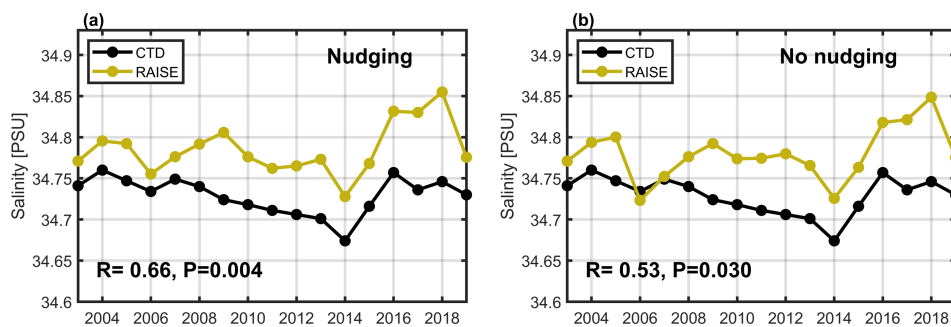 (a)
Nudging
CTD
RAISE
Salinity [PSU]
34.9
34.85
34.8
34.75
34.7
34.65
34.6
R= 0.66, P=0.004
2004 2006 2008 2010 2012 2014 2016 2018
(b)
No nudging
CTD
RAISE
Salinity [PSU]
34.9
34.85
34.8
34.75
34.7
34.65
34.6
R= 0.53, P=0.030
2004 2006 2008 2010 2012 2014 2016 2018